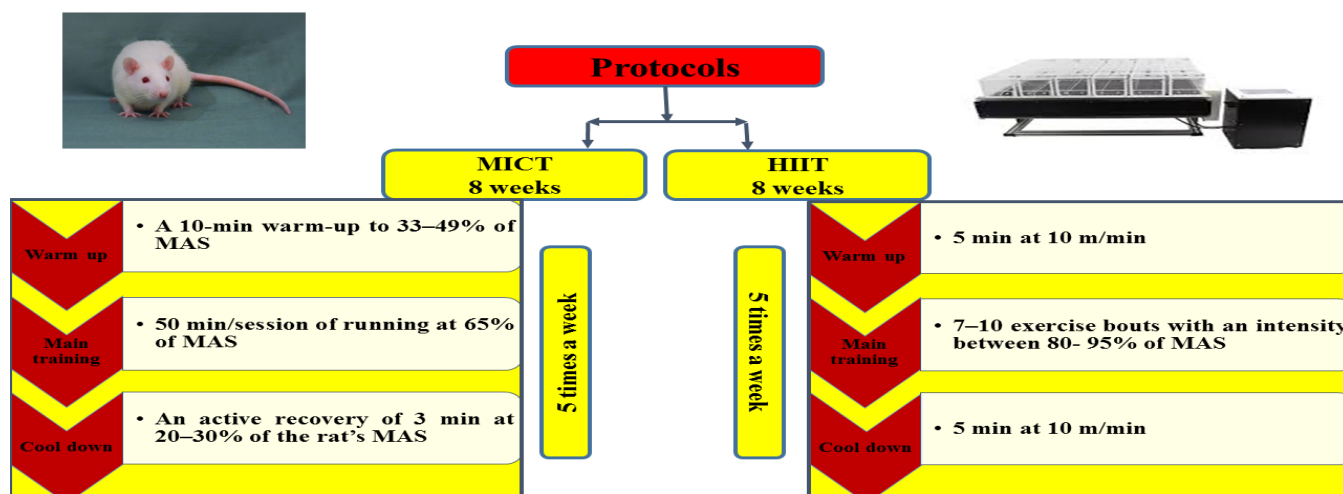 Protocols
MICT
8 weeks
HIIT
8 weeks
Warm up
• A 10-min warm-up to 33–49% of
MAS
Main
training
• 50 min/session of running at 65%
of MAS
Cool down
• An active recovery of 3 min at
20–30% of the rat's MAS
5 times a week
5 times a week
Warm up
• 5 min at 10 m/min
Main
training
• 7–10 exercise bouts with an intensity
between 80- 95% of MAS
Cool down
• 5 min at 10 m/min